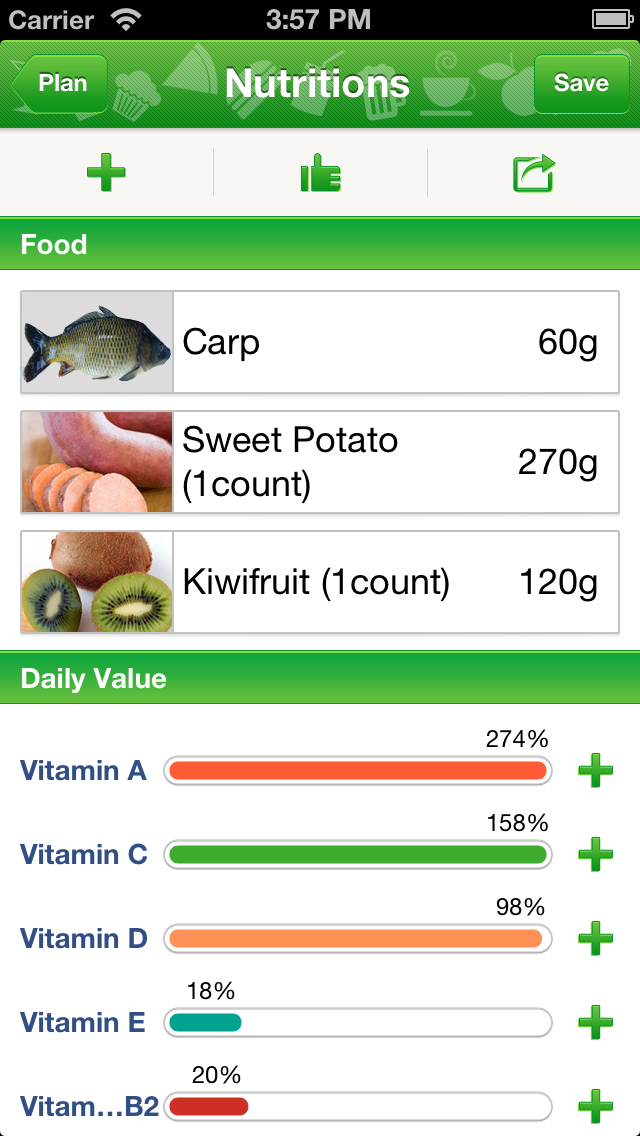 Carrier 3:57 PM
Plan Nutritions Save
Food
Carp 60g
Sweet Potato
(1count) 270g
Kiwifruit (1count) 120g
Daily Value
274%
Vitamin A
158%
Vitamin C
98%
Vitamin D
18%
Vitamin E
20%
Vitam...B2